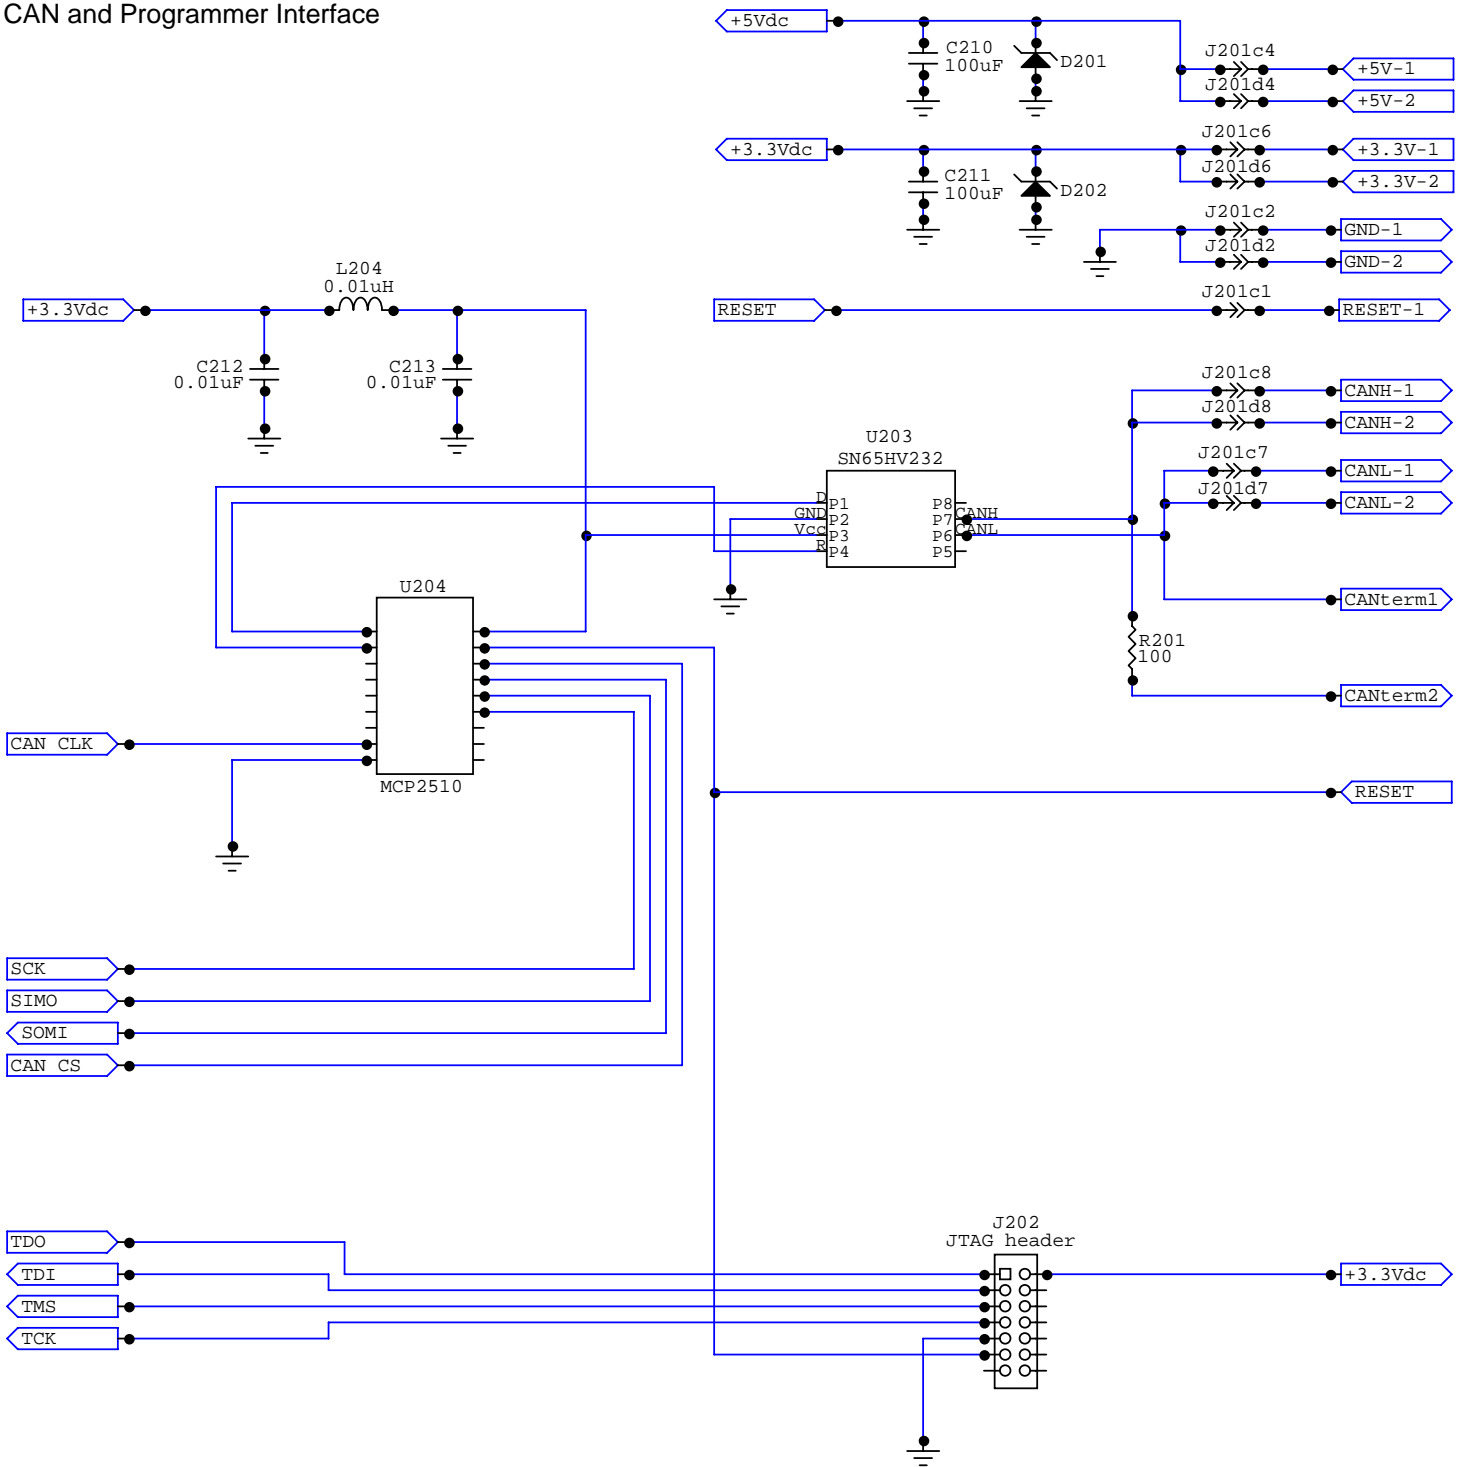 CAN and Programmer Interface
+5Vdc
C210
100uF
D201
J201c4
+5V-1
J201d4
+5V-2
+3.3Vdc
C211
100uF
D202
J201c6
+3.3V-1
J201d6
+3.3V-2
J201c2
GND-1
J201d2
GND-2
RESET
J201c1
RESET-1
+3.3Vdc
L204
0.01uH
C212
0.01uF
C213
0.01uF
J201c8
CANH-1
J201d8
CANH-2
J201c7
CANL-1
J201d7
CANL-2
U203
SN65HV232
D
P1
P8
GND
P2
P7
CANH
Vcc
P3
P6
CANL
R
P4
P5
CANterm1
R201
100
CANterm2
U204
MCP2510
CAN CLK
RESET
SCK
SIMO
SOMI
CAN CS
TDO
TDI
TMS
TCK
J202
JTAG header
+3.3Vdc